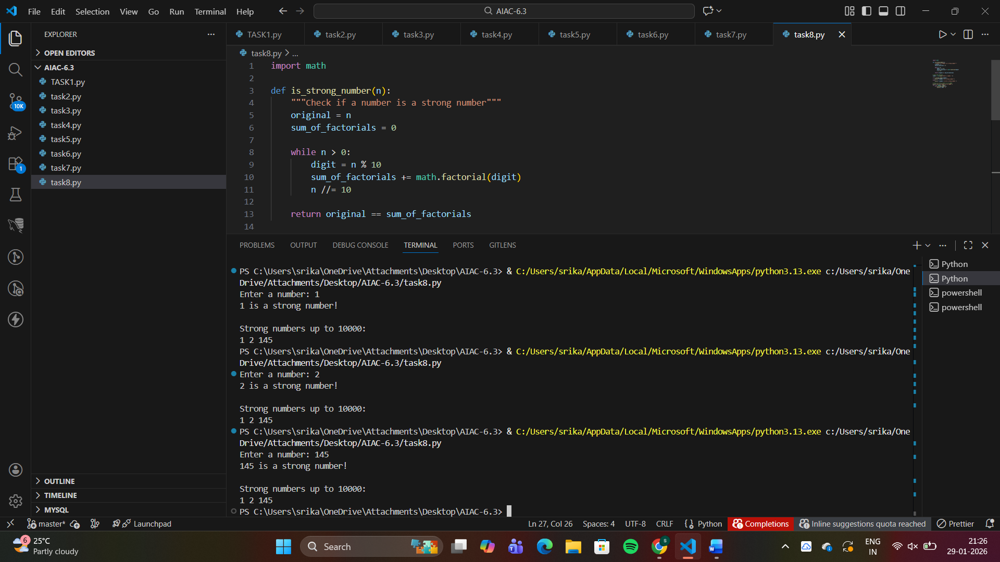 File Edit Selection View Go Run Terminal Help
AIAC-6.3
EXPLORER
OPEN EDITORS
AIAC-6.3
TASK1.py
task2.py
task3.py
task4.py
task5.py
task6.py
task7.py
task8.py
10K
1
OUTLINE
TIMELINE
MYSQL
TASK1.py task2.py task3.py task4.py task5.py task6.py task7.py task8.py
task8.py > ...
1 import math
2
3 def is_strong_number(n):
4 """Check if a number is a strong number"""
5 original = n
6 sum_of_factorials = 0
7
8 while n > 0:
9 digit = n % 10
10 sum_of_factorials += math.factorial(digit)
11 n //= 10
12
13 return original == sum_of_factorials
14
PROBLEMS OUTPUT DEBUG CONSOLE TERMINAL PORTS GITLENS
PS C:\Users\srika\OneDrive\Attachments\Desktop\AIAC-6.3> & C:/Users/srika/AppData/Local/Microsoft/WindowsApps/python3.13.exe c:/Users/srika/One
Drive/Attachments/Desktop/AIAC-6.3/task8.py
Enter a number: 1
1 is a strong number!
Strong numbers up to 10000:
1 2 145
PS C:\Users\srika\OneDrive\Attachments\Desktop\AIAC-6.3> & C:/Users/srika/AppData/Local/Microsoft/WindowsApps/python3.13.exe c:/Users/srika/One
Drive/Attachments/Desktop/AIAC-6.3/task8.py
Enter a number: 2
2 is a strong number!
Strong numbers up to 10000:
1 2 145
PS C:\Users\srika\OneDrive\Attachments\Desktop\AIAC-6.3> & C:/Users/srika/AppData/Local/Microsoft/WindowsApps/python3.13.exe c:/Users/srika/One
Drive/Attachments/Desktop/AIAC-6.3/task8.py
Enter a number: 145
145 is a strong number!
Strong numbers up to 10000:
1 2 145
PS C:\Users\srika\OneDrive\Attachments\Desktop\AIAC-6.3>
Python
Python
powershell
powershell
master* Launchpad Ln 27, Col 26 Spaces: 4 UTF-8 CRLF Python Completions Inline suggestions quota reached Prettier
6
25°C
Partly cloudy
Search
ENG
IN
21:26
29-01-2026